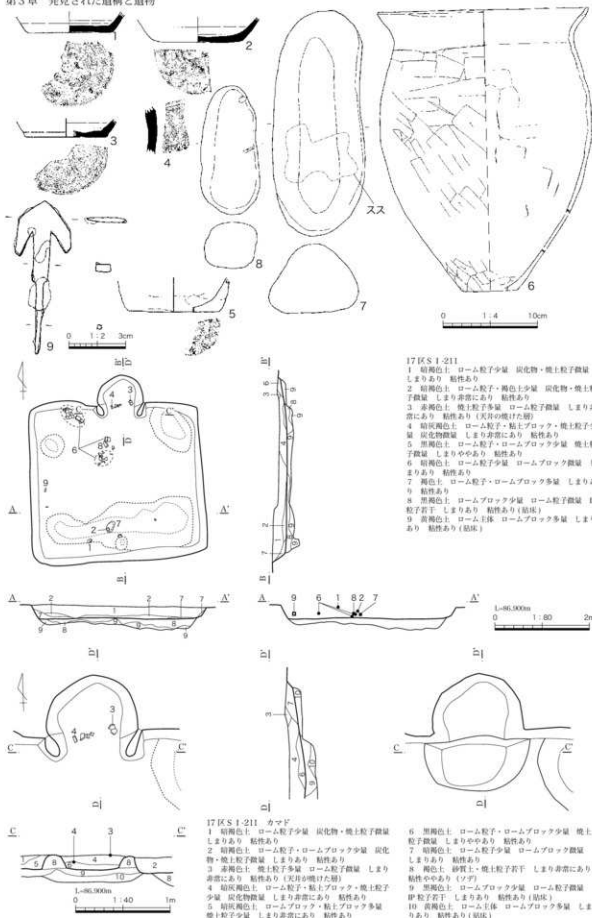 第3章 発見された遺構と遺物
1
2
3
4
スス
8
7
6
5
9
0 1:2 3cm
0 1:4 10cm
17区SI-211
1 暗褐色土 ローム粒子少量 炭化物・焼土粒子微量
しまりあり 粘性あり
2 暗褐色土 ローム粒子・褐色土少量 炭化物・焼土粒
子微量 しまり非常にあり 粘性あり
3 赤褐色土 焼土粒子多量 ローム粒子微量 しまり非
常にあり 粘性あり(天井の焼けた層)
4 暗灰褐色土 ローム粒子・粘土ブロック・焼土粒子少
量 炭化物微量 しまり非常にあり 粘性あり
5 黒褐色土 ローム粒子・ロームブロック少量 焼土粒
子微量 しまりややあり 粘性あり
6 暗褐色土 ローム粒子少量 ロームブロック微量 し
まりあり 粘性あり
7 褐色土 ローム粒子・ロームブロック多量 しまりあ
り 粘性あり
8 黒褐色土 ロームブロック少量 ローム粒子微量
粒子若干 しまりあり 粘性あり(貼床)
9 黄褐色土 ローム主体 ロームブロック多量 しまり
あり 粘性あり(貼床)
A A'
B B'
C C'
D D'
L=86.900m
0 1:80 2m
17区SI-211 カマド
1 暗褐色土 ローム粒子少量 炭化物・焼土粒子微量
しまりあり 粘性あり
2 暗褐色土 ローム粒子・ロームブロック少量 炭化
物・焼土粒子微量 しまりあり 粘性あり
3 赤褐色土 焼土粒子多量 ローム粒子微量 しまり
非常にあり 粘性あり(天井が焼けた層)
4 暗灰褐色土 ローム粒子・粘土ブロック・焼土粒子
少量 炭化物微量 しまり非常にあり 粘性あり
5 暗灰褐色土 ローム粒子・粘土ブロック多量
焼土粒子少量 しまり非常にあり 粘性あり
6 黒褐色土 ローム粒子・ロームブロック少量 焼土
粒子微量 しまりややあり 粘性あり
7 暗褐色土 ローム粒子少量 ロームブロック微量
しまりあり 粘性あり
8 褐色土 砂質土・焼土粒子若干 しまり非常にあり
粘性ややあり(ソデ)
9 黒褐色土 ロームブロック少量 ローム粒子微量
粒子若干 しまりあり 粘性あり(貼床)
10 黄褐色土 ローム主体 ロームブロック多量 しま
りあり 粘性あり(貼床)
L=86.900m
0 1:40 1m